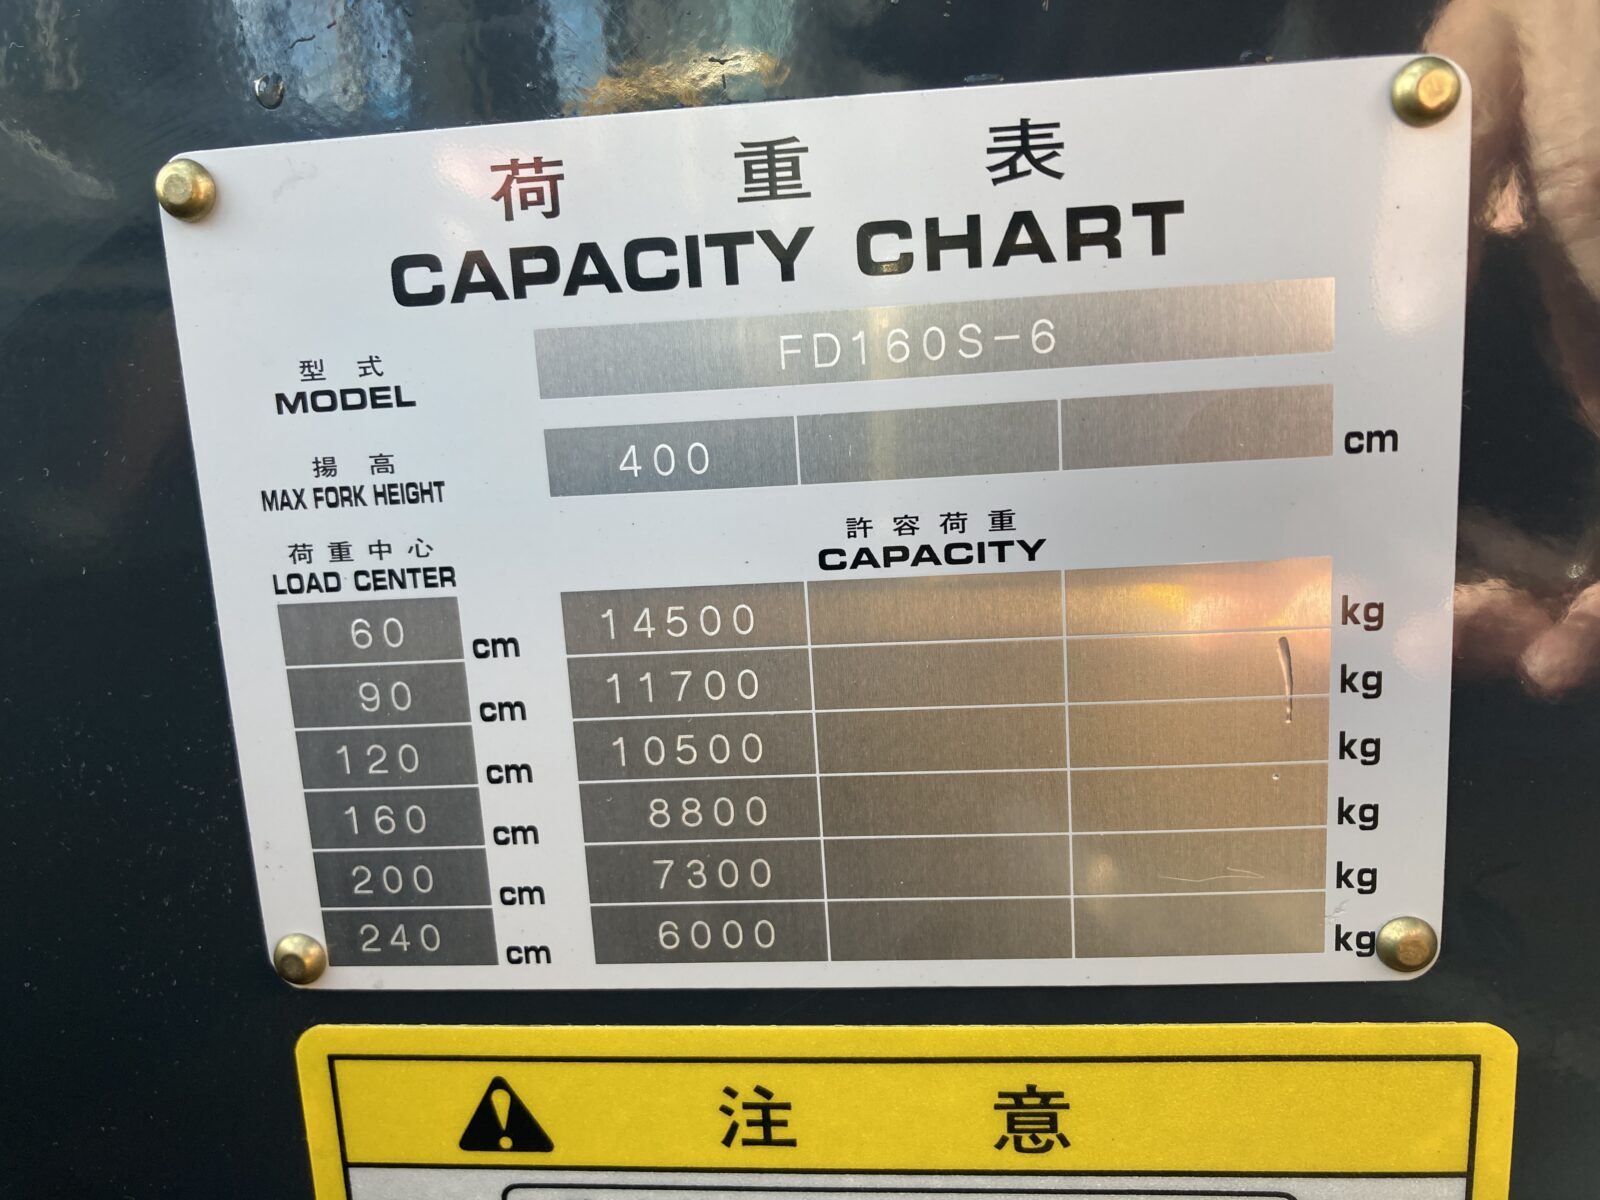 荷重表
CAPACITY CHART
型式
MODEL
FD160S-6
揚高
MAX FORK HEIGHT
400 cm
荷重中心
LOAD CENTER
許容荷重
CAPACITY
60 cm 14500 kg
90 cm 11700 kg
120 cm 10500 kg
160 cm 8800 kg
200 cm 7300 kg
240 cm 6000 kg
注意